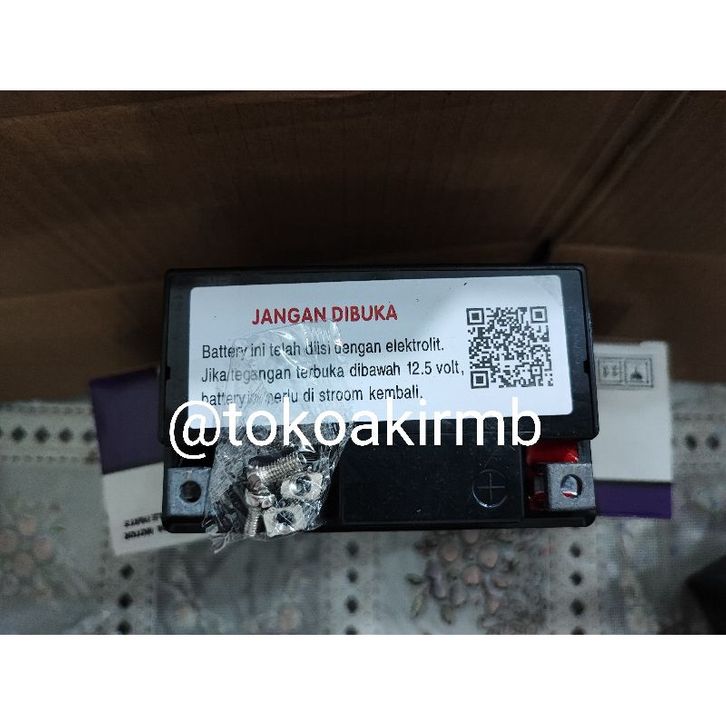 JANGAN DIBUKA
Battery ini telah diisi dengan elektrolit.
Jika tegangan terbuka dibawah 12.5 volt,
battery ini perlu di stroom kembali.
@tokoakirmb